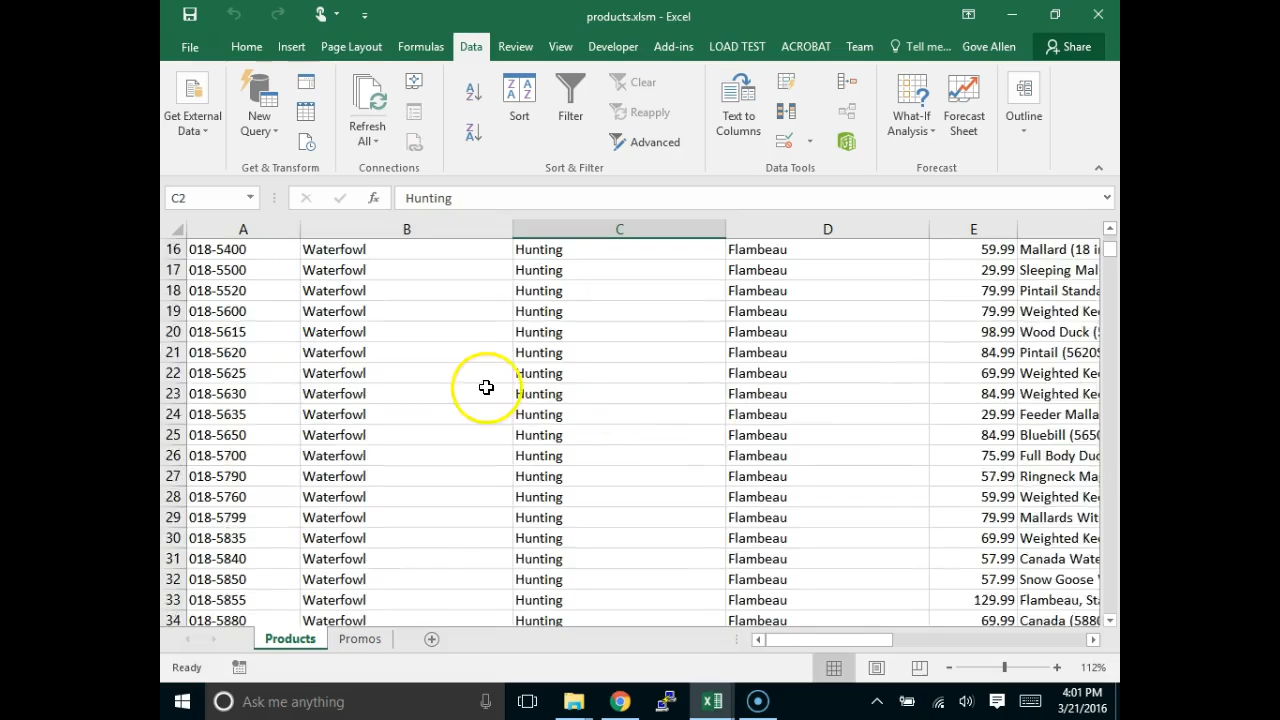 products.xlsm - Excel
File Home Insert Page Layout Formulas Data Review View Developer Add-ins LOAD TEST ACROBAT Team Tell me... Gove Allen Share
Get External Data
New Query
Refresh All
Sort
Filter
Clear
Reapply
Advanced
Text to Columns
What-If Analysis
Forecast Sheet
Outline
Get & Transform Connections Sort & Filter Data Tools Forecast
C2 fx Hunting
A B C D E
16 018-5400 Waterfowl Hunting Flambeau 59.99 Mallard (18 i
17 018-5500 Waterfowl Hunting Flambeau 29.99 Sleeping Mal
18 018-5520 Waterfowl Hunting Flambeau 79.99 Pintail Standa
19 018-5600 Waterfowl Hunting Flambeau 79.99 Weighted Kee
20 018-5615 Waterfowl Hunting Flambeau 98.99 Wood Duck (5
21 018-5620 Waterfowl Hunting Flambeau 84.99 Pintail (5620S
22 018-5625 Waterfowl Hunting Flambeau 69.99 Weighted Kee
23 018-5630 Waterfowl Hunting Flambeau 84.99 Weighted Kee
24 018-5635 Waterfowl Hunting Flambeau 29.99 Feeder Malla
25 018-5650 Waterfowl Hunting Flambeau 84.99 Bluebill (5650
26 018-5700 Waterfowl Hunting Flambeau 75.99 Full Body Duc
27 018-5790 Waterfowl Hunting Flambeau 57.99 Ringneck Ma
28 018-5760 Waterfowl Hunting Flambeau 59.99 Weighted Kee
29 018-5799 Waterfowl Hunting Flambeau 79.99 Mallards Wit
30 018-5835 Waterfowl Hunting Flambeau 69.99 Weighted Kee
31 018-5840 Waterfowl Hunting Flambeau 57.99 Canada Wate
32 018-5850 Waterfowl Hunting Flambeau 57.99 Snow Goose
33 018-5855 Waterfowl Hunting Flambeau 129.99 Flambeau, Sta
34 018-5880 Waterfowl Hunting Flambeau 69.99 Canada (5880
Products Promos
Ready 112%
Ask me anything
4:01 PM
3/21/2016